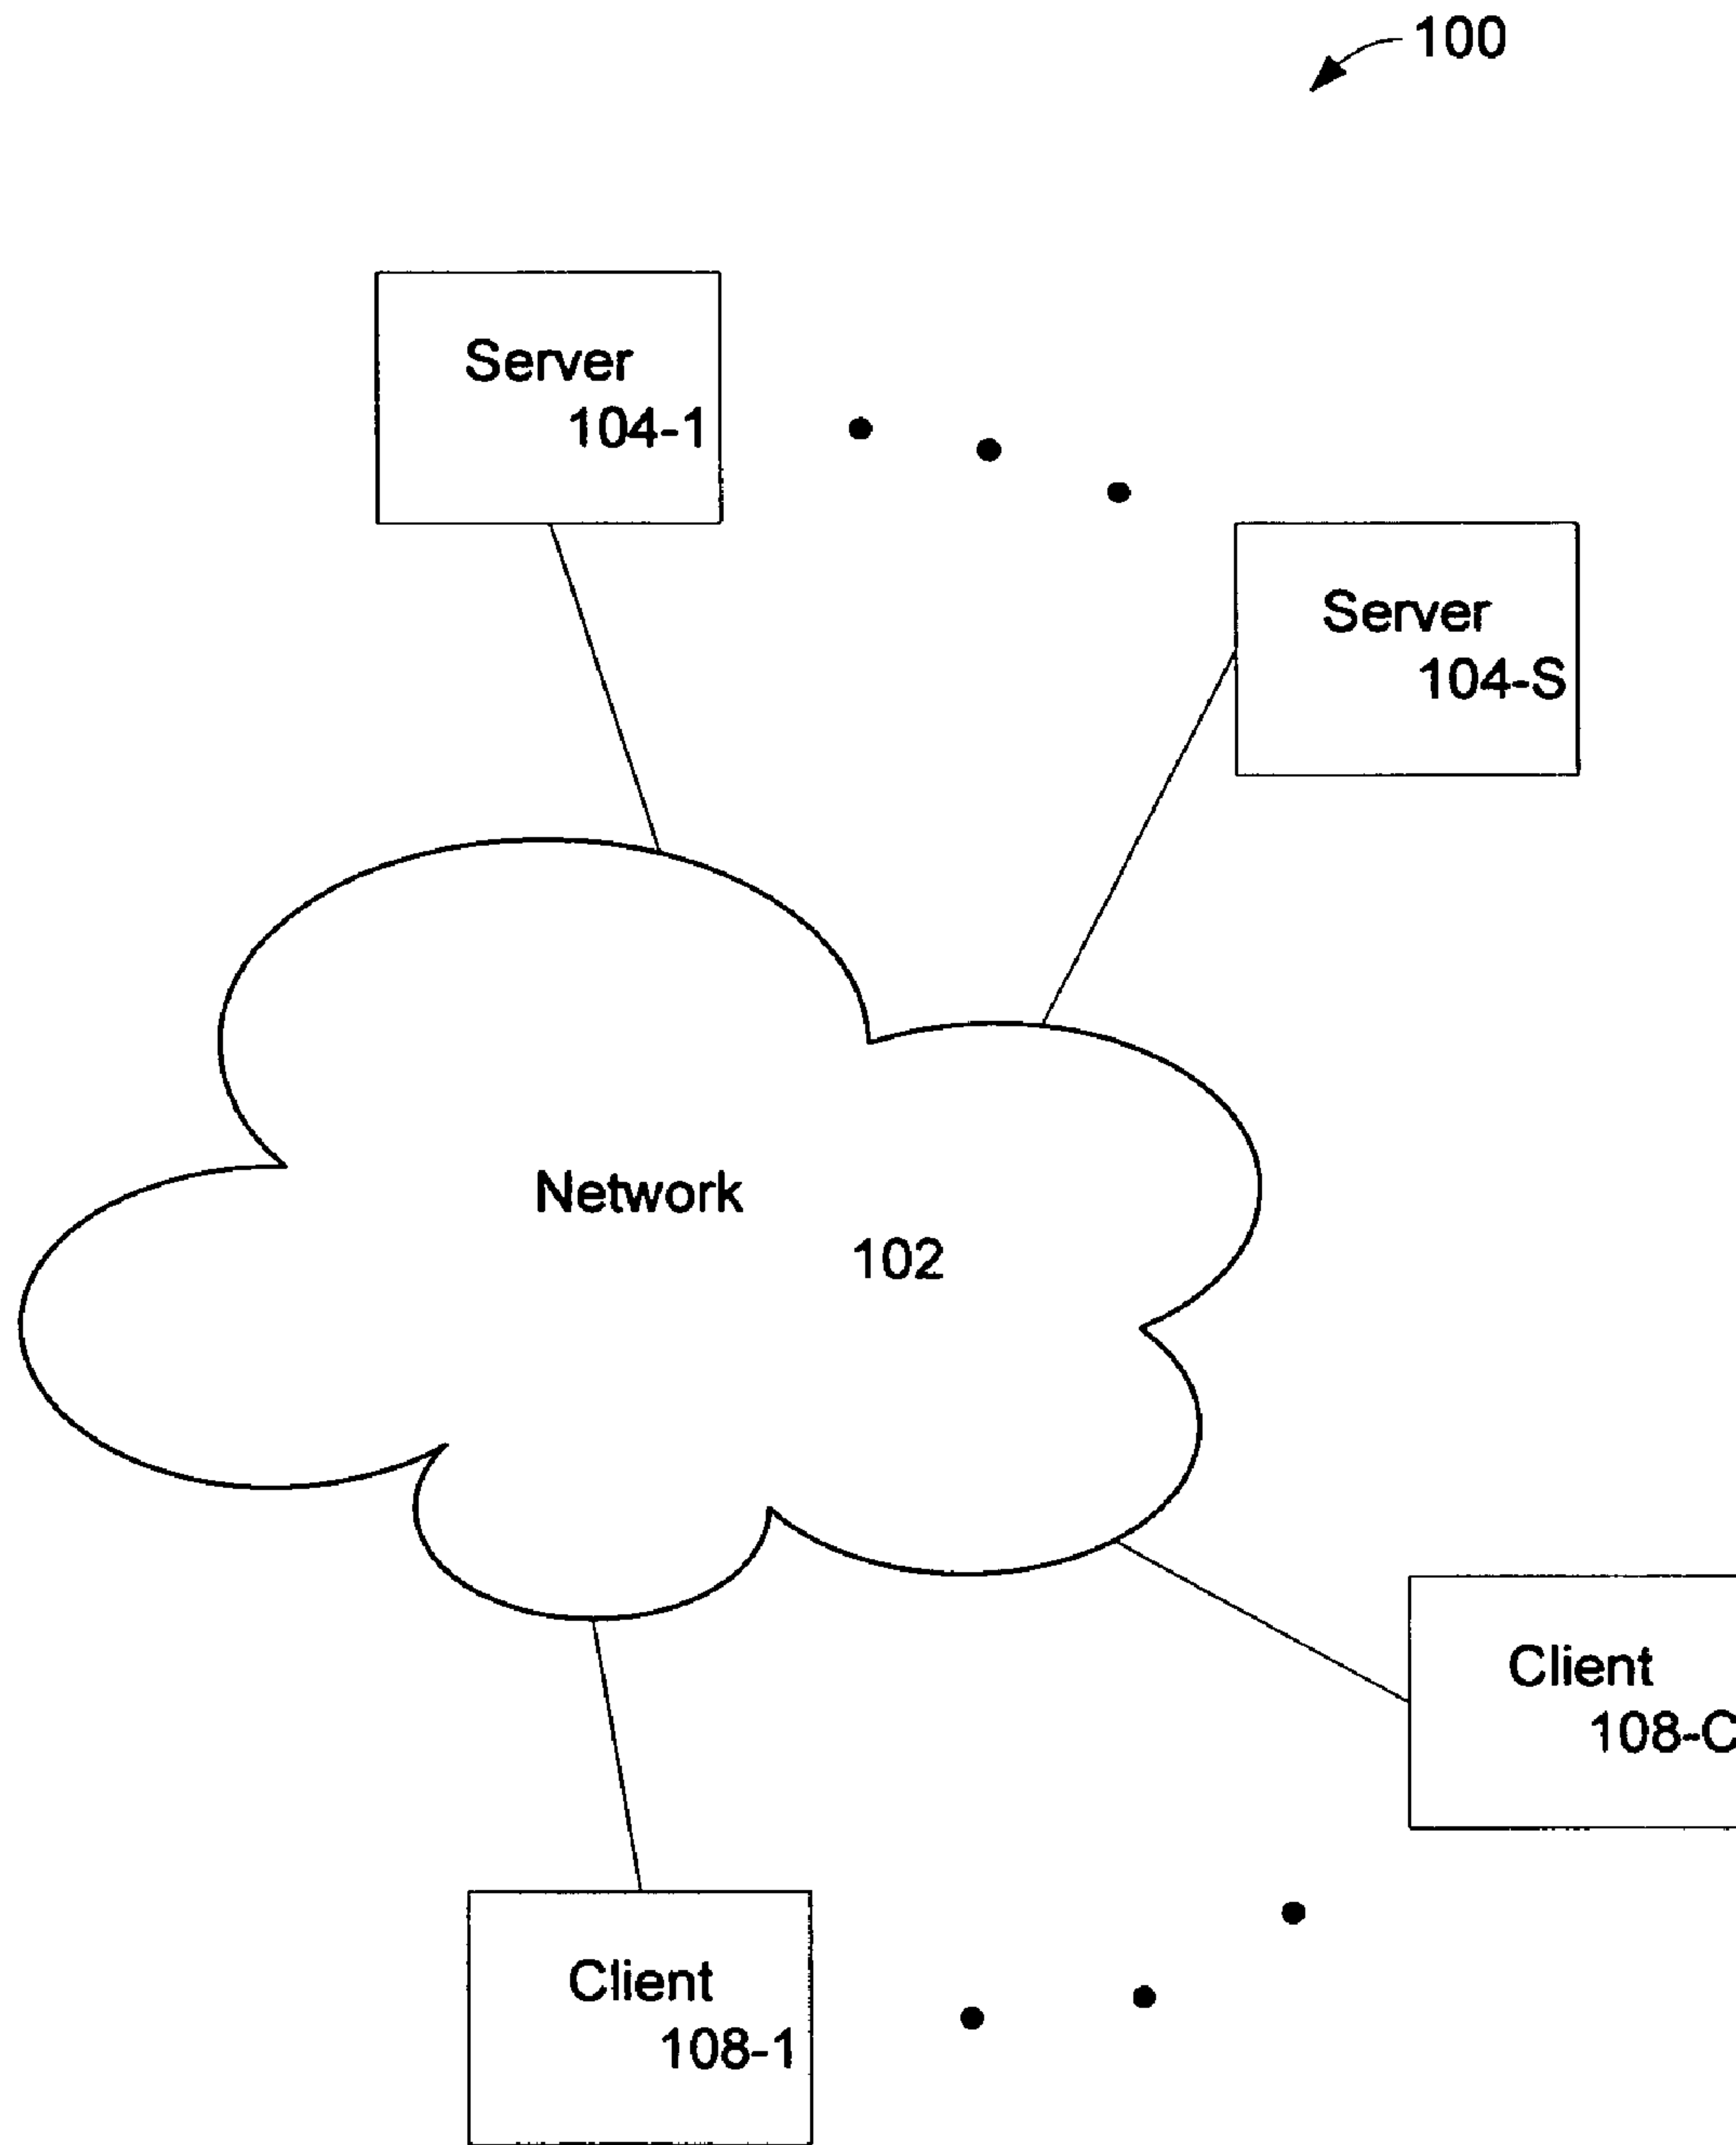 100
Server
104-1
Server
104-S
Network
102
Client
108-C
Client
108-1